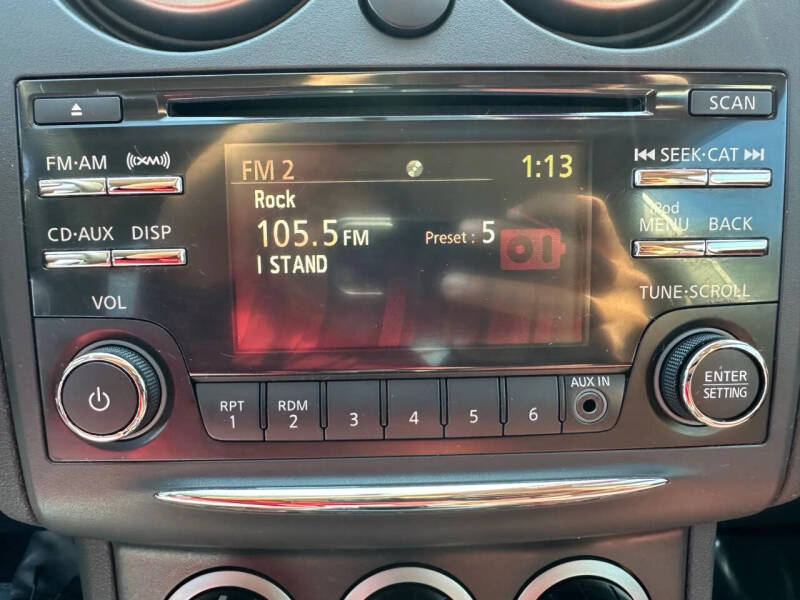 SCAN
FM·AM ((XM))
SEEK·CAT
FM 2 1:13
Rock
105.5 FM Preset : 5
I STAND
CD·AUX DISP
iPod
MENU BACK
VOL
TUNE·SCROLL
RPT
1
RDM
2
3
4
5
6
AUX IN
ENTER
SETTING